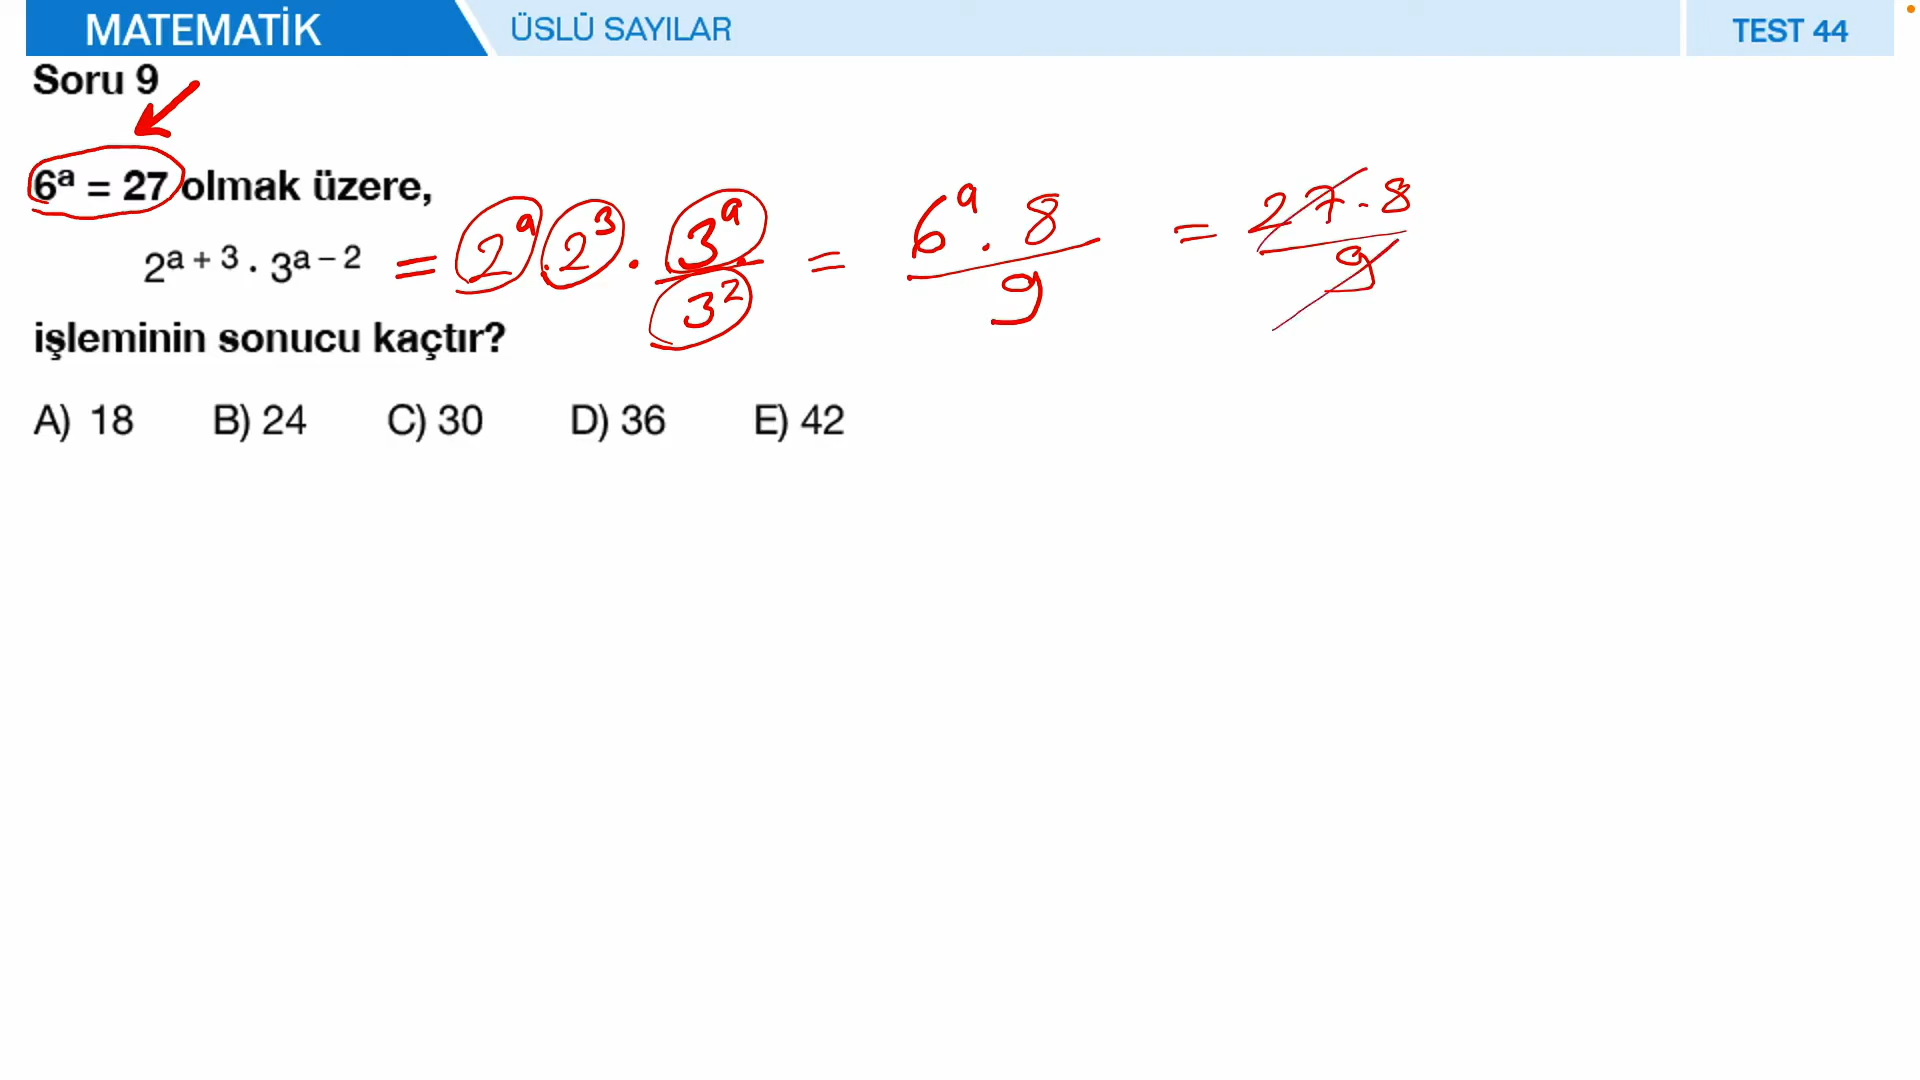 MATEMATİK ÜSLÜ SAYILAR TEST 44
Soru 9
6ᵃ = 27 olmak üzere,
2ᵃ⁺³ · 3ᵃ⁻² = 2ᵃ · 2³ · 3ᵃ / 3² = 6ᵃ · 8 / 9 = 27 · 8 / 9
işleminin sonucu kaçtır?
A) 18 B) 24 C) 30 D) 36 E) 42